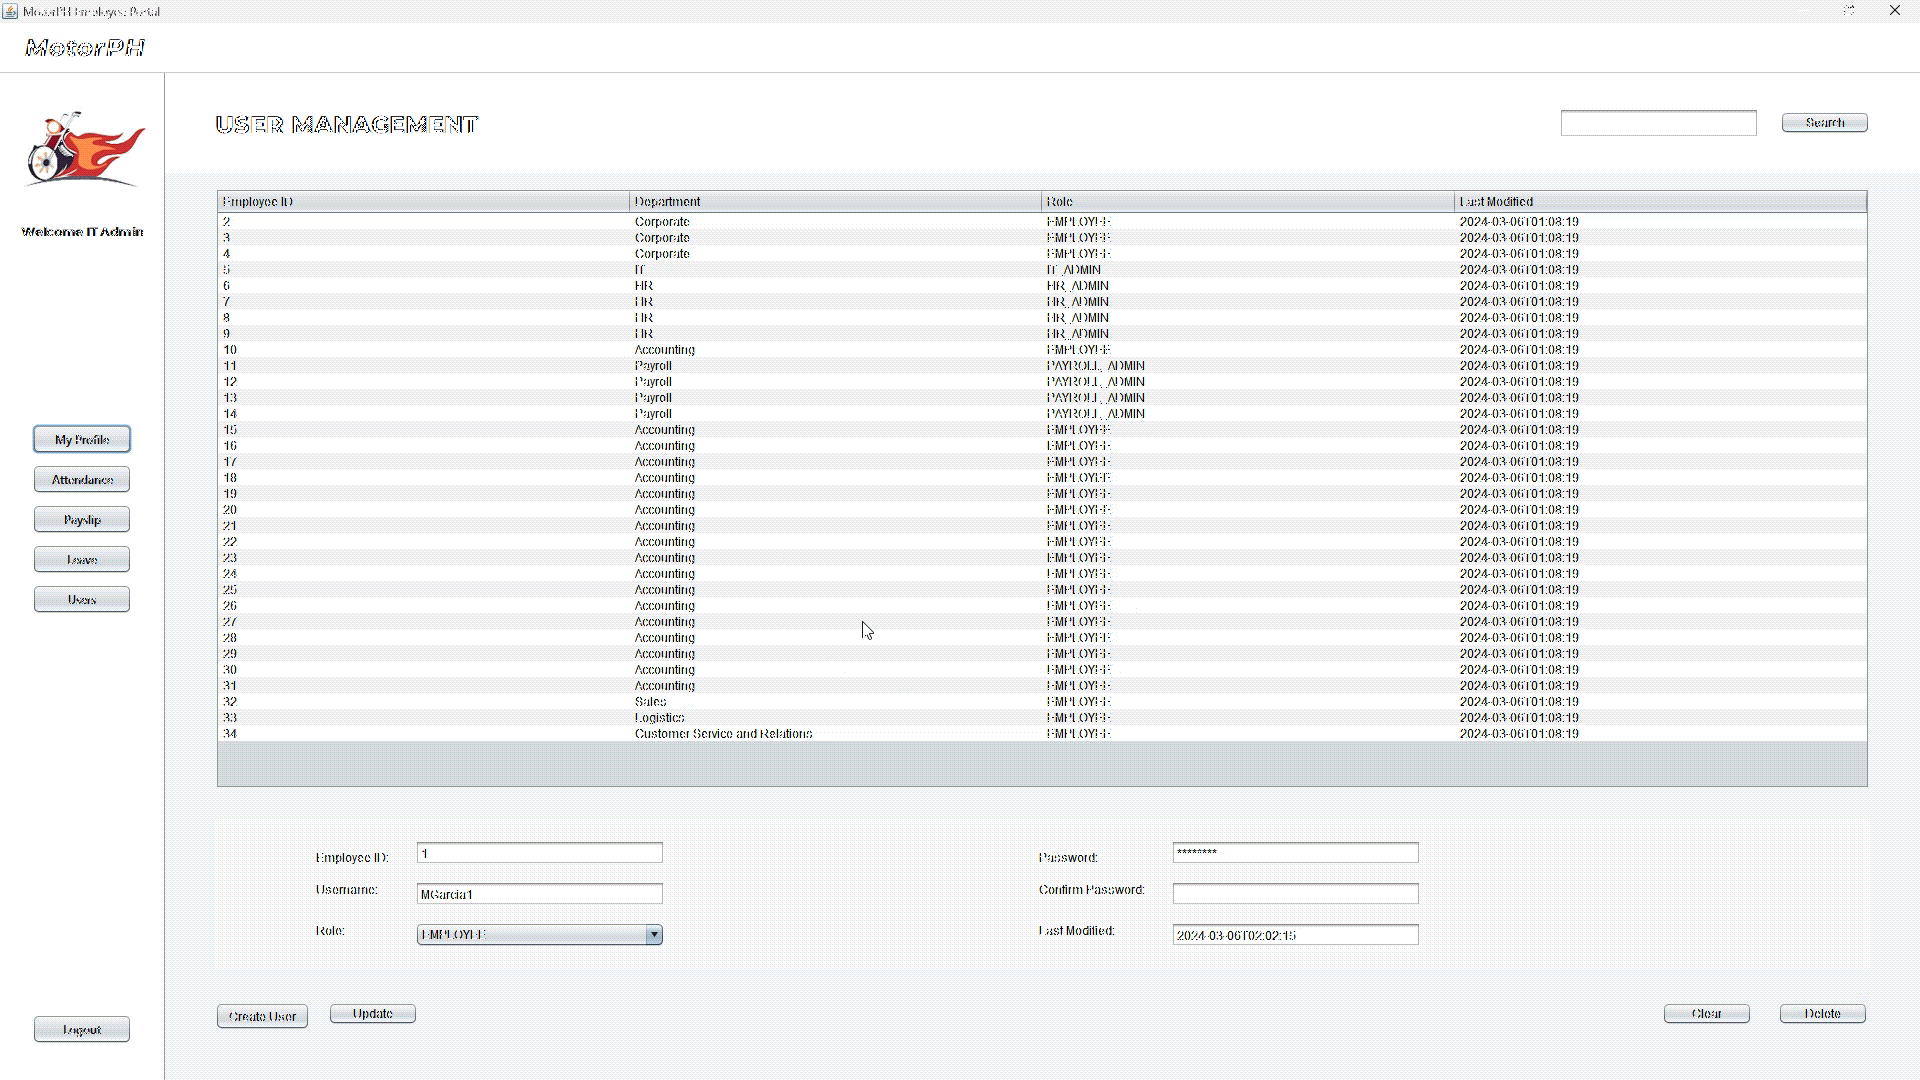 MotorPH Employee Portal
MotorPH
USER MANAGEMENT
Search
Welcome IT Admin
My Profile
Attendance
Payslip
Leave
Users
Logout
Employee ID Department Role Last Modified
2 Corporate EMPLOYEE 2024-03-06T01:08:19
3 Corporate EMPLOYEE 2024-03-06T01:08:19
4 Corporate EMPLOYEE 2024-03-06T01:08:19
5 IT IT_ADMIN 2024-03-06T01:08:19
6 HR HR_ADMIN 2024-03-06T01:08:19
7 HR HR_ADMIN 2024-03-06T01:08:19
8 HR HR_ADMIN 2024-03-06T01:08:19
9 HR HR_ADMIN 2024-03-06T01:08:19
10 Accounting EMPLOYEE 2024-03-06T01:08:19
11 Payroll PAYROLL_ADMIN 2024-03-06T01:08:19
12 Payroll PAYROLL_ADMIN 2024-03-06T01:08:19
13 Payroll PAYROLL_ADMIN 2024-03-06T01:08:19
14 Payroll PAYROLL_ADMIN 2024-03-06T01:08:19
15 Accounting EMPLOYEE 2024-03-06T01:08:19
16 Accounting EMPLOYEE 2024-03-06T01:08:19
17 Accounting EMPLOYEE 2024-03-06T01:08:19
18 Accounting EMPLOYEE 2024-03-06T01:08:19
19 Accounting EMPLOYEE 2024-03-06T01:08:19
20 Accounting EMPLOYEE 2024-03-06T01:08:19
21 Accounting EMPLOYEE 2024-03-06T01:08:19
22 Accounting EMPLOYEE 2024-03-06T01:08:19
23 Accounting EMPLOYEE 2024-03-06T01:08:19
24 Accounting EMPLOYEE 2024-03-06T01:08:19
25 Accounting EMPLOYEE 2024-03-06T01:08:19
26 Accounting EMPLOYEE 2024-03-06T01:08:19
27 Accounting EMPLOYEE 2024-03-06T01:08:19
28 Accounting EMPLOYEE 2024-03-06T01:08:19
29 Accounting EMPLOYEE 2024-03-06T01:08:19
30 Accounting EMPLOYEE 2024-03-06T01:08:19
31 Accounting EMPLOYEE 2024-03-06T01:08:19
32 Sales EMPLOYEE 2024-03-06T01:08:19
33 Logistics EMPLOYEE 2024-03-06T01:08:19
34 Customer Service and Relations EMPLOYEE 2024-03-06T01:08:19
Employee ID: 1
Username: MGarcia1
Role: EMPLOYEE
Password: ********
Confirm Password:
Last Modified: 2024-03-06T02:02:15
Create User
Update
Clear
Delete